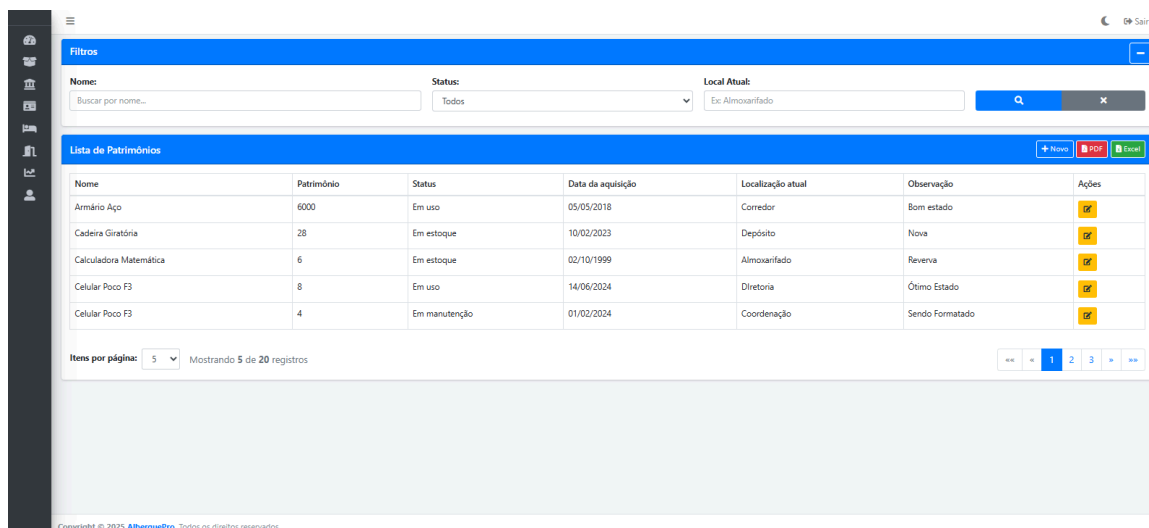 Sair
Filtros
Nome: Status: Local Atual:
Buscar por nome... Todos Ex: Almoxarifado
Lista de Patrimônios + Novo PDF Excel
Nome Patrimônio Status Data da aquisição Localização atual Observação Ações
Armário Aço 6000 Em uso 05/05/2018 Corredor Bom estado
Cadeira Giratória 28 Em estoque 10/02/2023 Depósito Nova
Calculadora Matemática 6 Em estoque 02/10/1999 Almoxarifado Reverva
Celular Poco F3 8 Em uso 14/06/2024 DIretoria Ótimo Estado
Celular Poco F3 4 Em manutenção 01/02/2024 Coordenação Sendo Formatado
Itens por página: 5 Mostrando 5 de 20 registros «« « 1 2 3 » »»
Copyright © 2025 AlberguePro. Todos os direitos reservados.